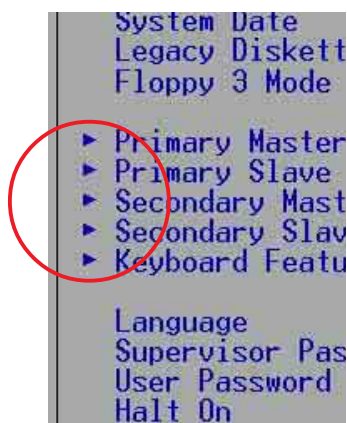 System Date
Legacy Diskett
Floppy 3 Mode
Primary Master
Primary Slave
Secondary Mast
Secondary Slav
Keyboard Featu
Language
Supervisor Pas
User Password
Halt On